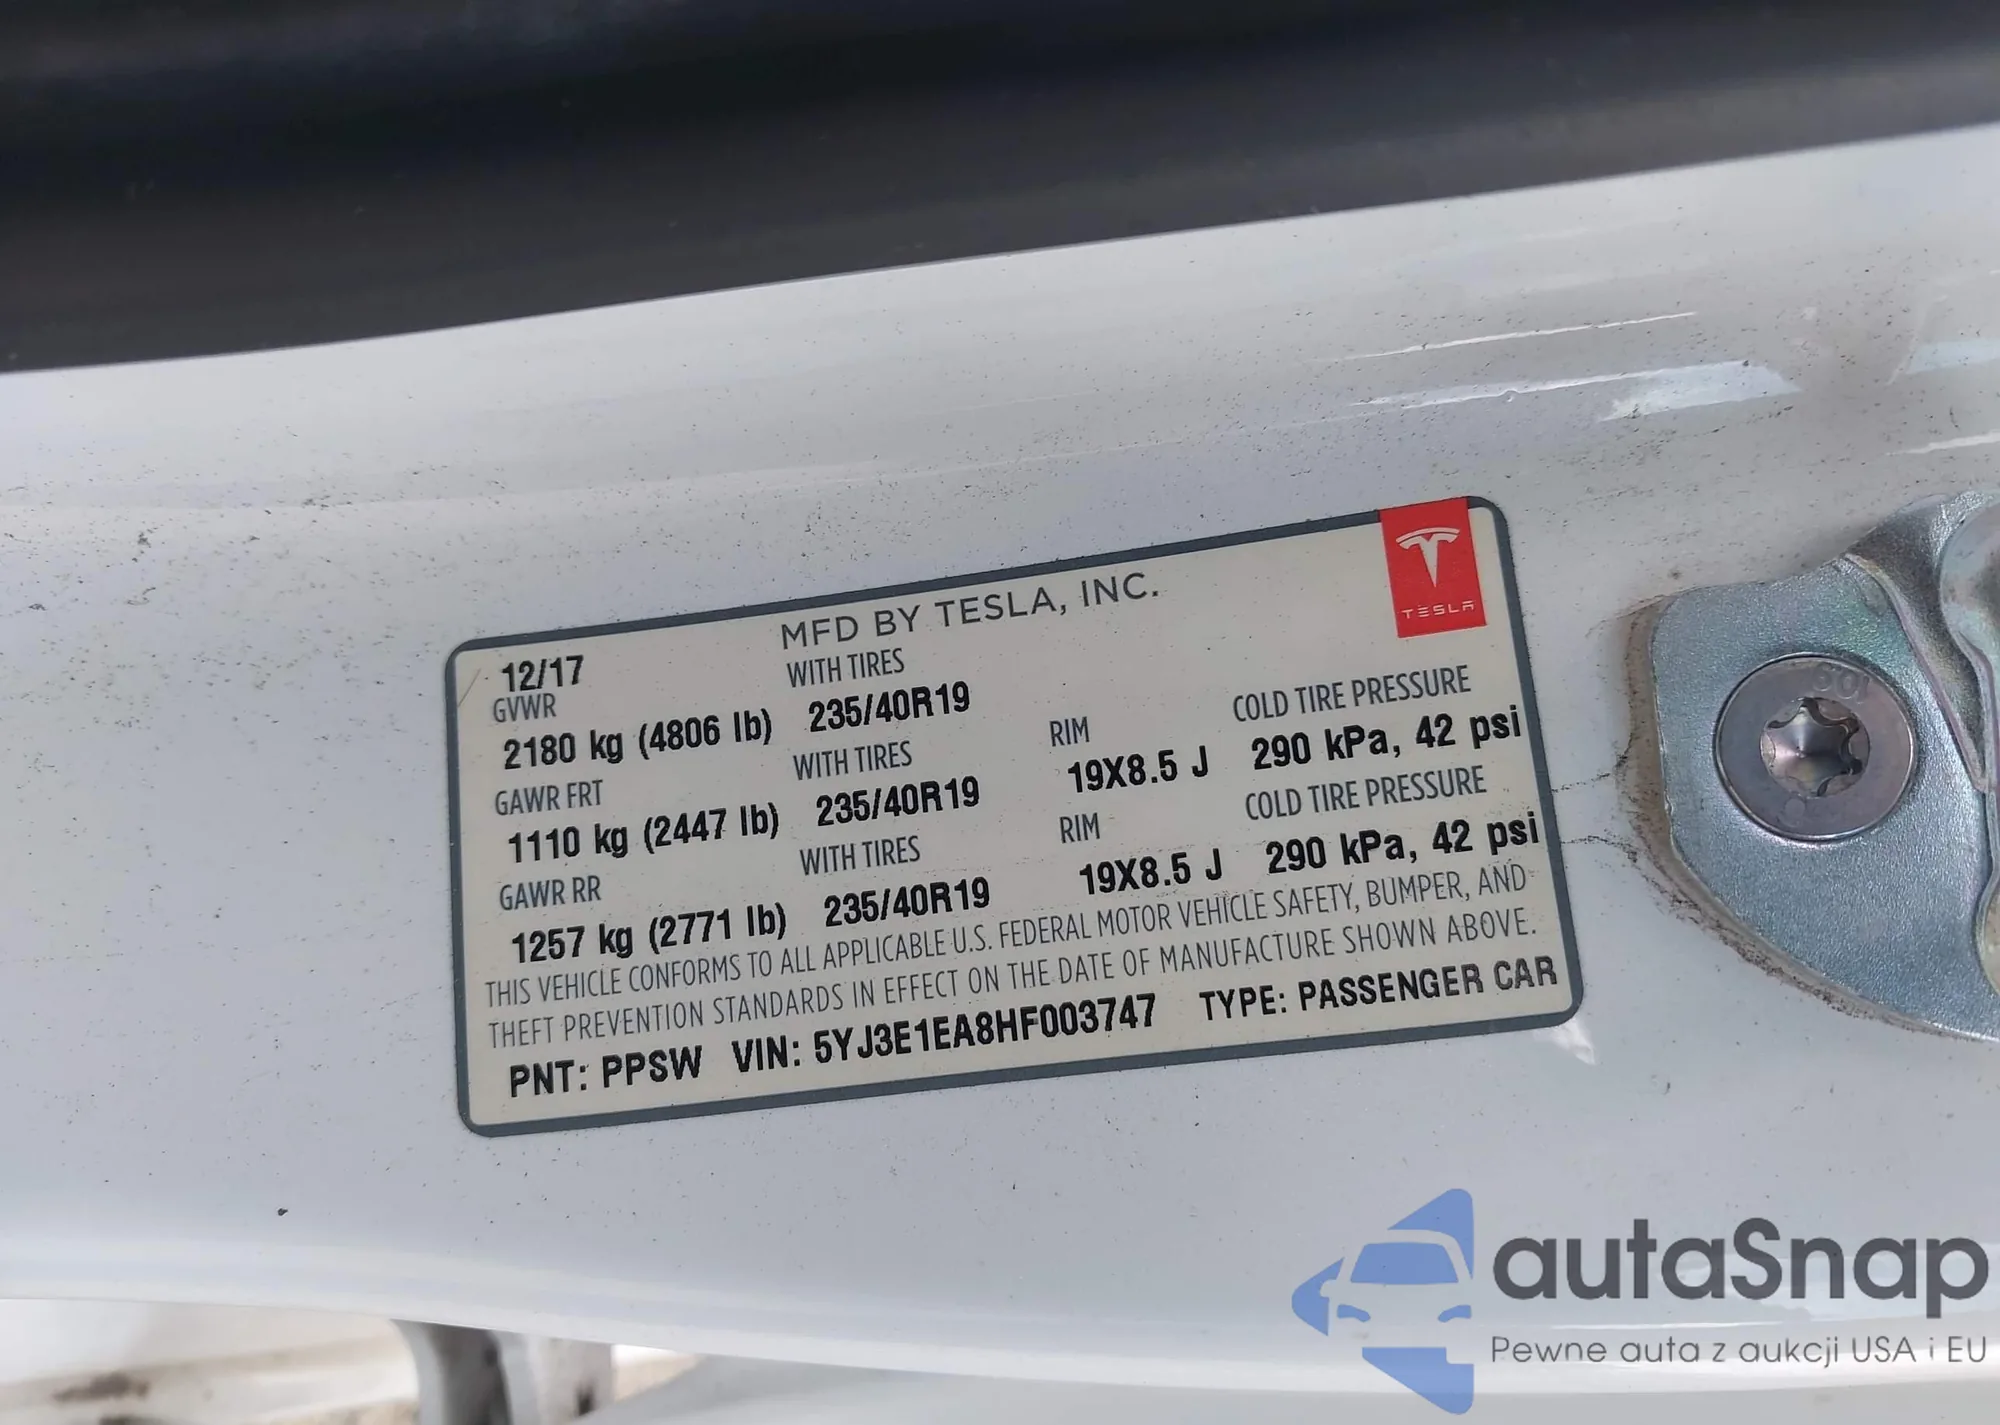 MFD BY TESLA, INC.
TESLA
12/17
GVWR WITH TIRES
2180 kg (4806 lb) 235/40R19
GAWR FRT WITH TIRES RIM COLD TIRE PRESSURE
1110 kg (2447 lb) 235/40R19 19X8.5 J 290 kPa, 42 psi
GAWR RR WITH TIRES RIM COLD TIRE PRESSURE
1257 kg (2771 lb) 235/40R19 19X8.5 J 290 kPa, 42 psi
THIS VEHICLE CONFORMS TO ALL APPLICABLE U.S. FEDERAL MOTOR VEHICLE SAFETY, BUMPER, AND
THEFT PREVENTION STANDARDS IN EFFECT ON THE DATE OF MANUFACTURE SHOWN ABOVE.
PNT: PPSW VIN: 5YJ3E1EA8HF003747 TYPE: PASSENGER CAR
autaSnap
Pewne auta z aukcji USA i EU